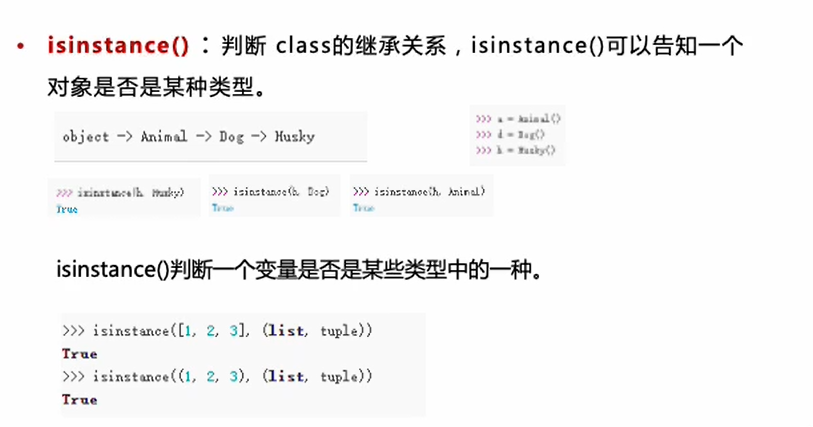 • isinstance() ：判断 class的继承关系，isinstance()可以告知一个
对象是否是某种类型。
object -> Animal -> Dog -> Husky
>>> a = Animal()
>>> d = Dog()
>>> h = Husky()
>>> isinstance(h, Husky)
True
>>> isinstance(h, Dog)
True
>>> isinstance(h, Animal)
True
isinstance()判断一个变量是否是某些类型中的一种。
>>> isinstance([1, 2, 3], (list, tuple))
True
>>> isinstance((1, 2, 3), (list, tuple))
True